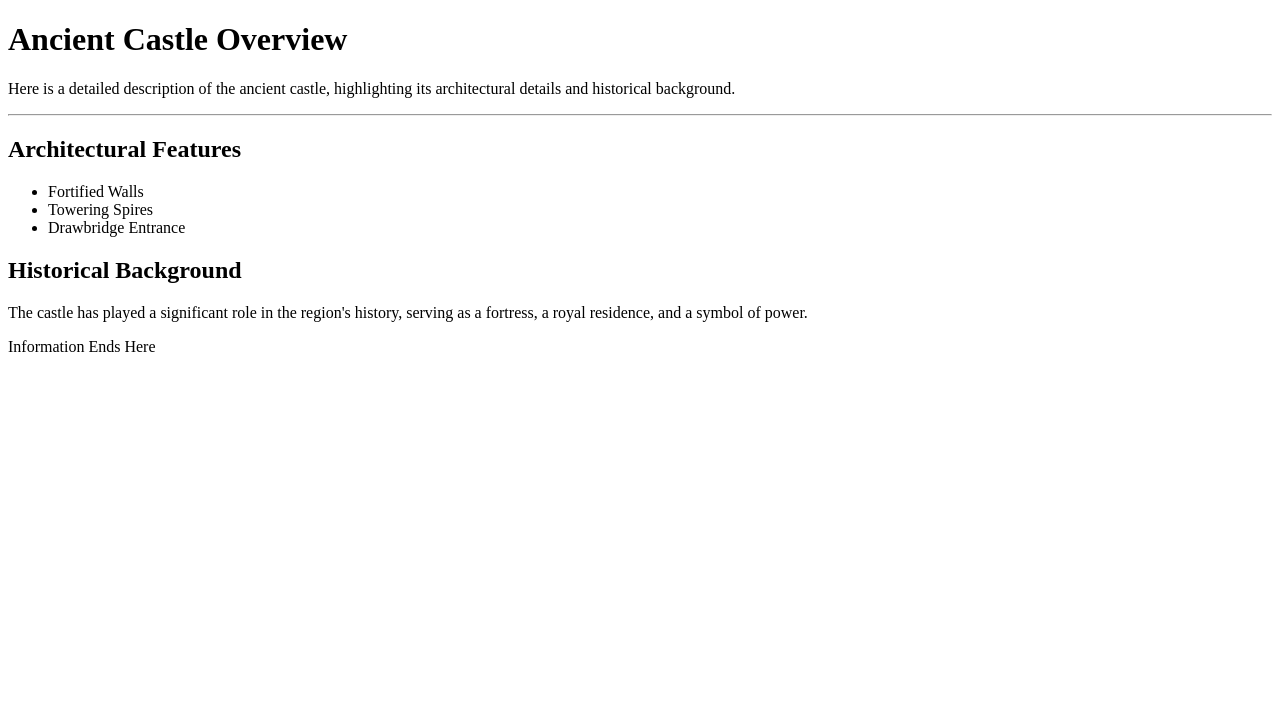 Ancient Castle Overview
Here is a detailed description of the ancient castle, highlighting its architectural details and historical background.
Architectural Features
Fortified Walls
Towering Spires
Drawbridge Entrance
Historical Background
The castle has played a significant role in the region's history, serving as a fortress, a royal residence, and a symbol of power.
Information Ends Here